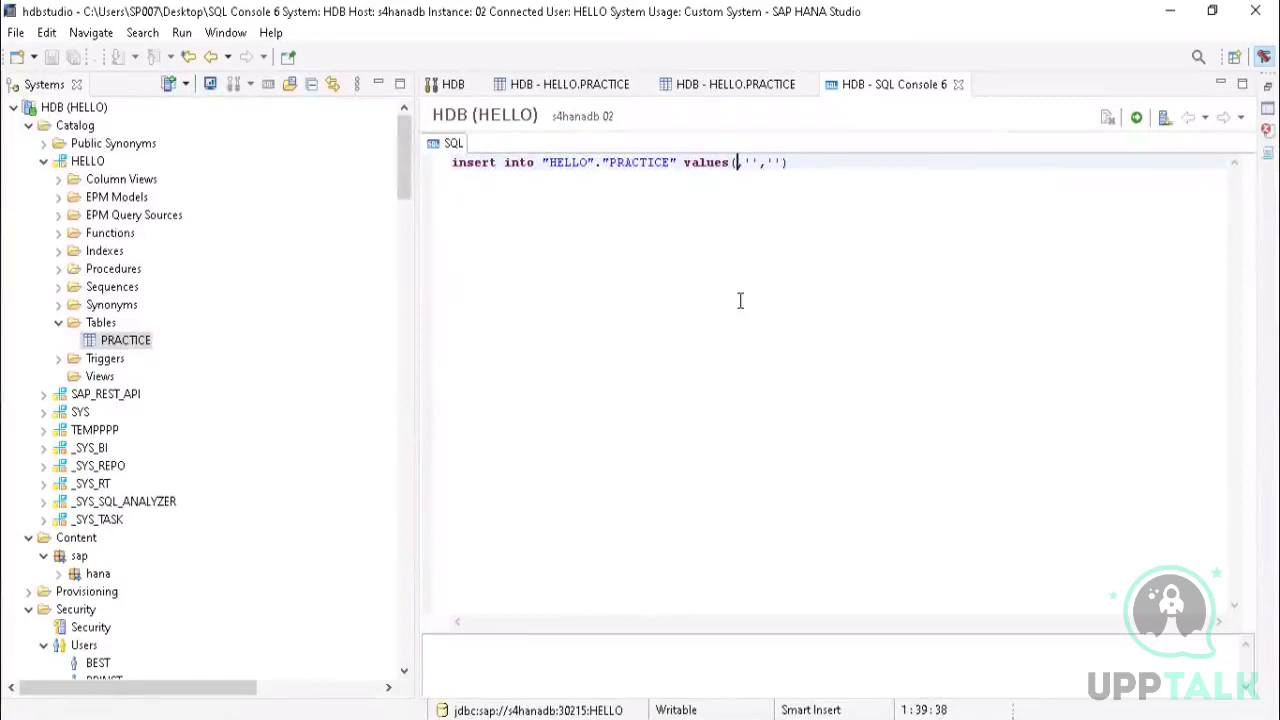 hdbstudio - C:\Users\SP007\Desktop\SQL Console 6 System: HDB Host: s4hanadb Instance: 02 Connected User: HELLO System Usage: Custom System - SAP HANA Studio
File Edit Navigate Search Run Window Help
Systems
HDB
HDB - HELLO.PRACTICE
HDB - HELLO.PRACTICE
HDB - SQL Console 6
HDB (HELLO)
Catalog
Public Synonyms
HELLO
Column Views
EPM Models
EPM Query Sources
Functions
Indexes
Procedures
Sequences
Synonyms
Tables
PRACTICE
Triggers
Views
SAP_REST_API
SYS
TEMPPPP
_SYS_BI
_SYS_REPO
_SYS_RT
_SYS_SQL_ANALYZER
_SYS_TASK
Content
sap
hana
Provisioning
Security
Security
Users
BEST
HDB (HELLO) s4hanadb 02
SQL
insert into "HELLO"."PRACTICE" values(,'','')
UPPTALK
jdbc:sap://s4hanadb:30215:HELLO
Writable
Smart Insert
1 : 39 : 38